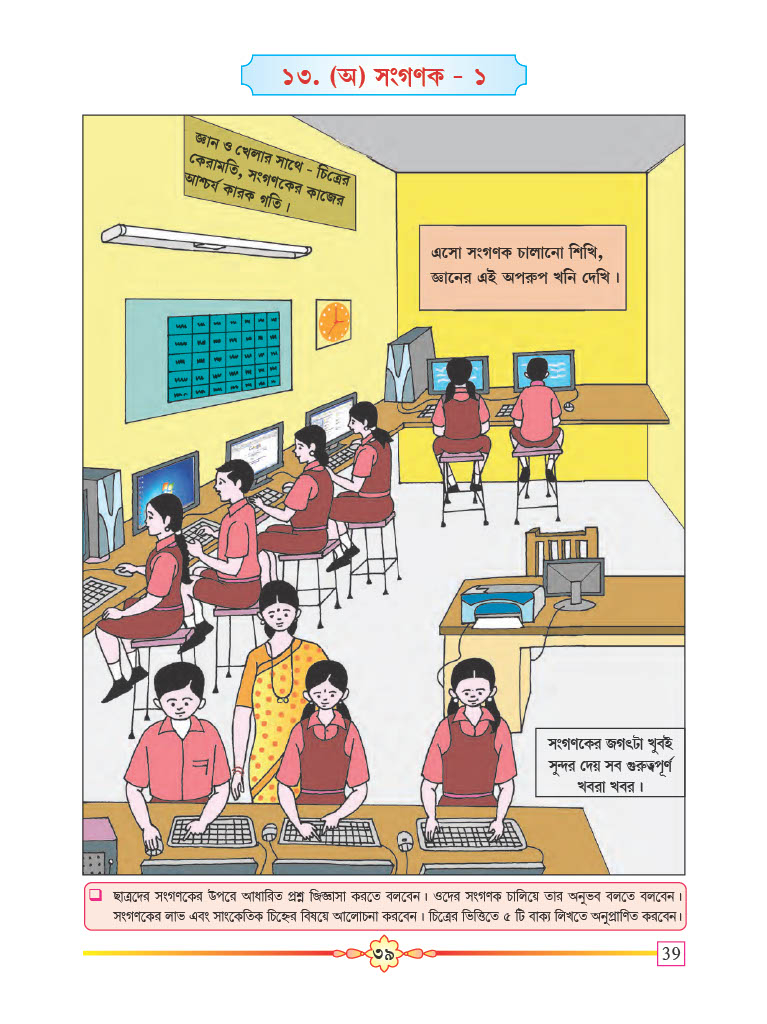 ১৩. (অ) সংগণক - ১
জ্ঞান ও খেলার সাথে - চিত্রের
কেরামতি, সংগণকের কাজের
আশ্চর্য কারক গতি ।
এসো সংগণক চালানো শিখি,
জ্ঞানের এই অপরুপ খনি দেখি ।
সংগণকের জগৎটা খুবই
সুন্দর দেয় সব গুরুত্বপূর্ণ
খবরা খবর ।
❑ ছাত্রদের সংগণকের উপরে আধারিত প্রশ্ন জিজ্ঞাসা করতে বলবেন । ওদের সংগণক চালিয়ে তার অনুভব বলতে বলবেন ।
সংগণকের লাভ এবং সাংকেতিক চিহ্নের বিষয়ে আলোচনা করবেন । চিত্রের ভিত্তিতে ৫ টি বাক্য লিখতে অনুপ্রাণিত করবেন।
৩৯
39